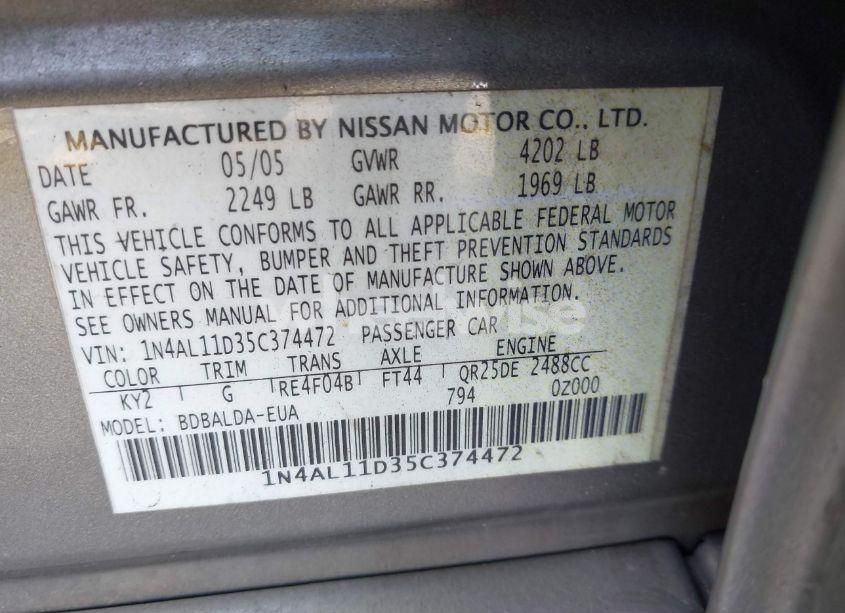 MANUFACTURED BY NISSAN MOTOR CO., LTD.
DATE 05/05 GVWR 4202 LB
GAWR FR. 2249 LB GAWR RR. 1969 LB
THIS VEHICLE CONFORMS TO ALL APPLICABLE FEDERAL MOTOR
VEHICLE SAFETY, BUMPER AND THEFT PREVENTION STANDARDS
IN EFFECT ON THE DATE OF MANUFACTURE SHOWN ABOVE.
SEE OWNERS MANUAL FOR ADDITIONAL INFORMATION.
VIN: 1N4AL11D35C374472 PASSENGER CAR
COLOR TRIM TRANS AXLE ENGINE
KY2 G RE4F04B FT44 QR25DE 2488CC
794 0Z000
MODEL: BDBALDA-EUA
1N4AL11D35C374472